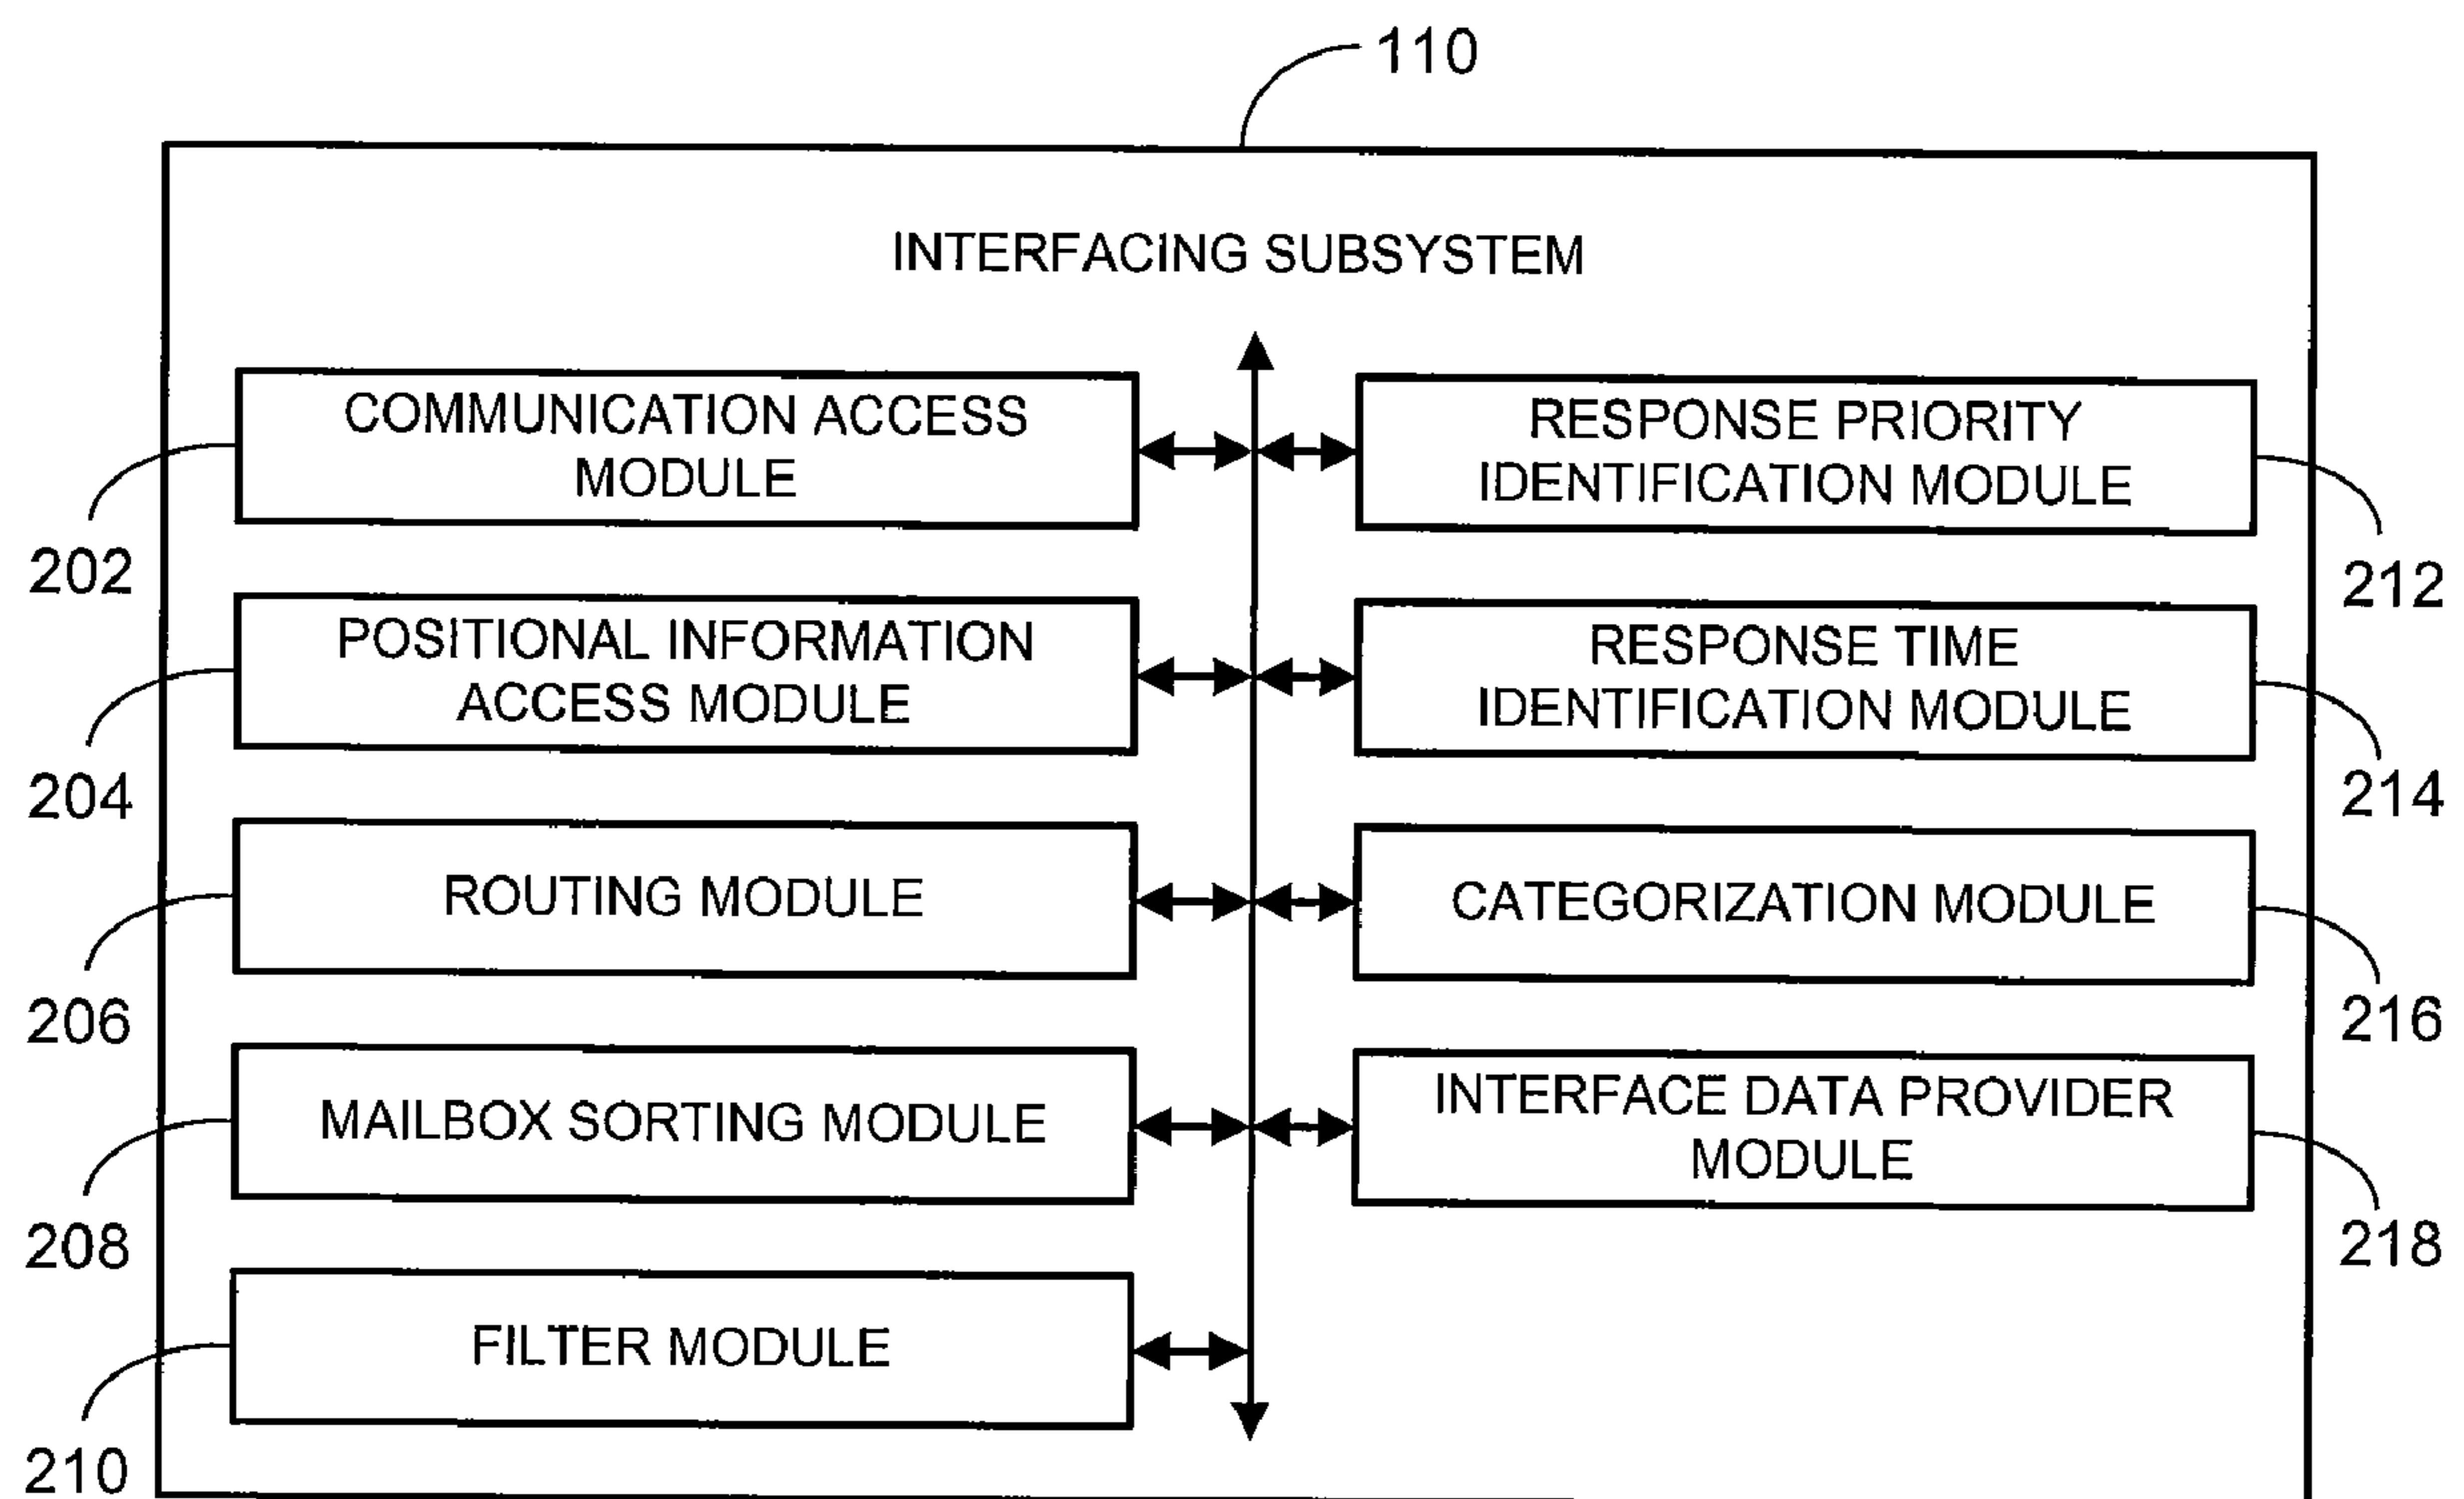 110
INTERFACING SUBSYSTEM
COMMUNICATION ACCESS
MODULE
202
RESPONSE PRIORITY
IDENTIFICATION MODULE
212
POSITIONAL INFORMATION
ACCESS MODULE
204
RESPONSE TIME
IDENTIFICATION MODULE
214
ROUTING MODULE
206
CATEGORIZATION MODULE
216
MAILBOX SORTING MODULE
208
INTERFACE DATA PROVIDER
MODULE
218
FILTER MODULE
210